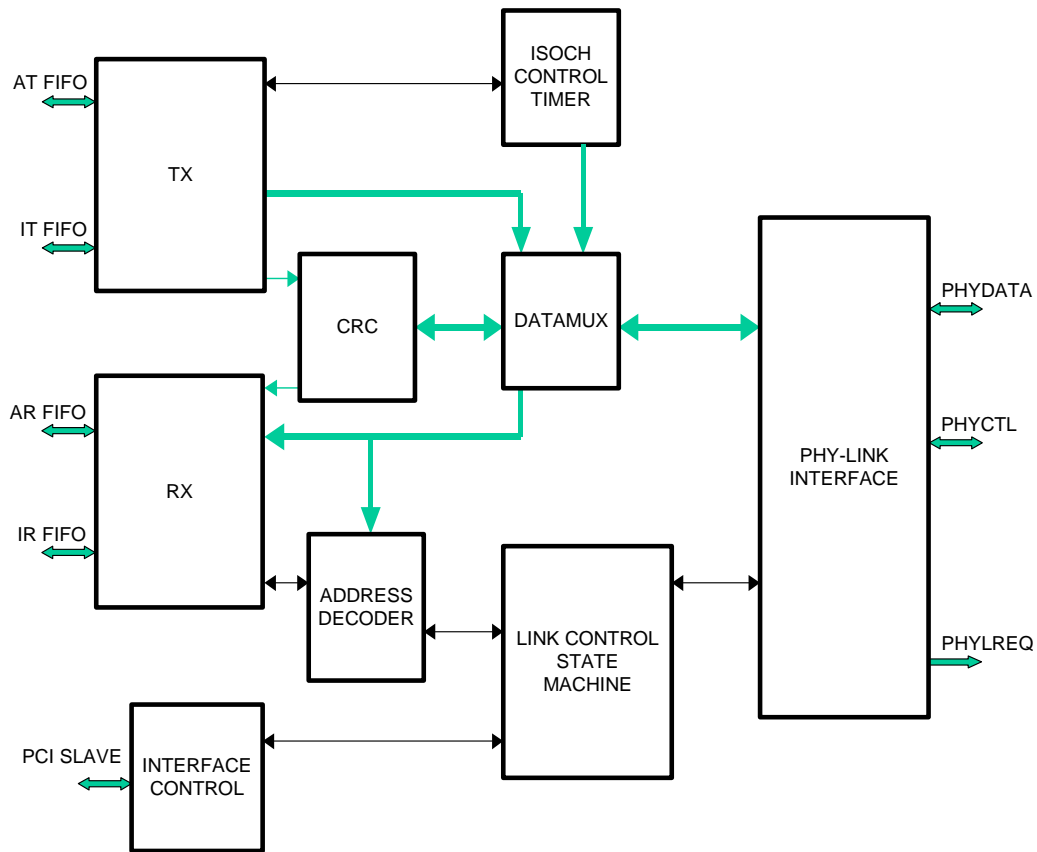 ISOCH
CONTROL
TIMER
AT FIFO
TX
IT FIFO
CRC
DATAMUX
PHYDATA
AR FIFO
PHYCTL
RX
PHY-LINK
INTERFACE
IR FIFO
ADDRESS
DECODER
LINK CONTROL
STATE
MACHINE
PHYLREQ
PCI SLAVE
INTERFACE
CONTROL